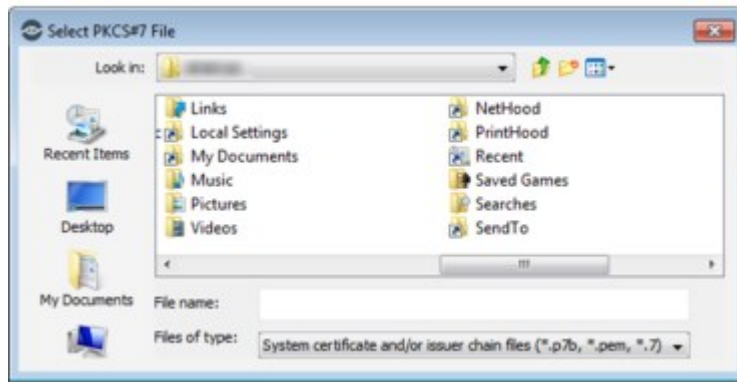 Select PKCS#7 File
Look in:
Links
Local Settings
My Documents
Music
Pictures
Videos
NetHood
PrintHood
Recent
Saved Games
Searches
SendTo
Recent Items
Desktop
My Documents
File name:
Files of type: System certificate and/or issuer chain files (*.p7b, *.pem, *.7)